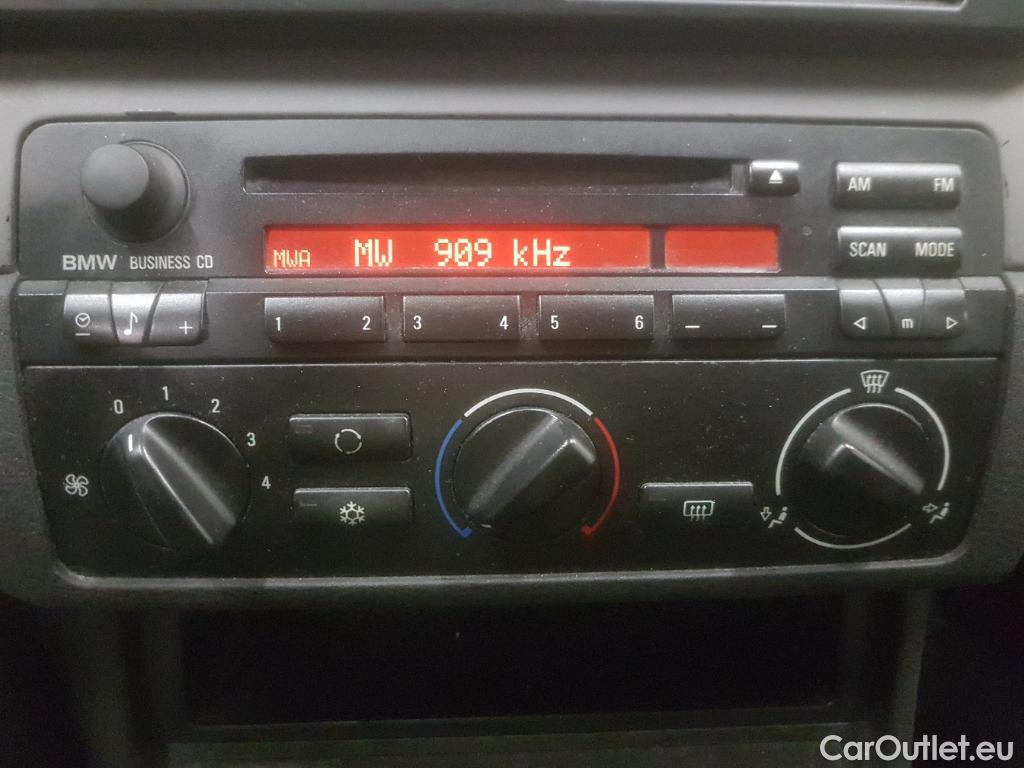 AM FM
MWA MW 909 kHz
BMW BUSINESS CD
SCAN MODE
1 2 3 4 5 6 m
0 1 2 3 4
CarOutlet.eu